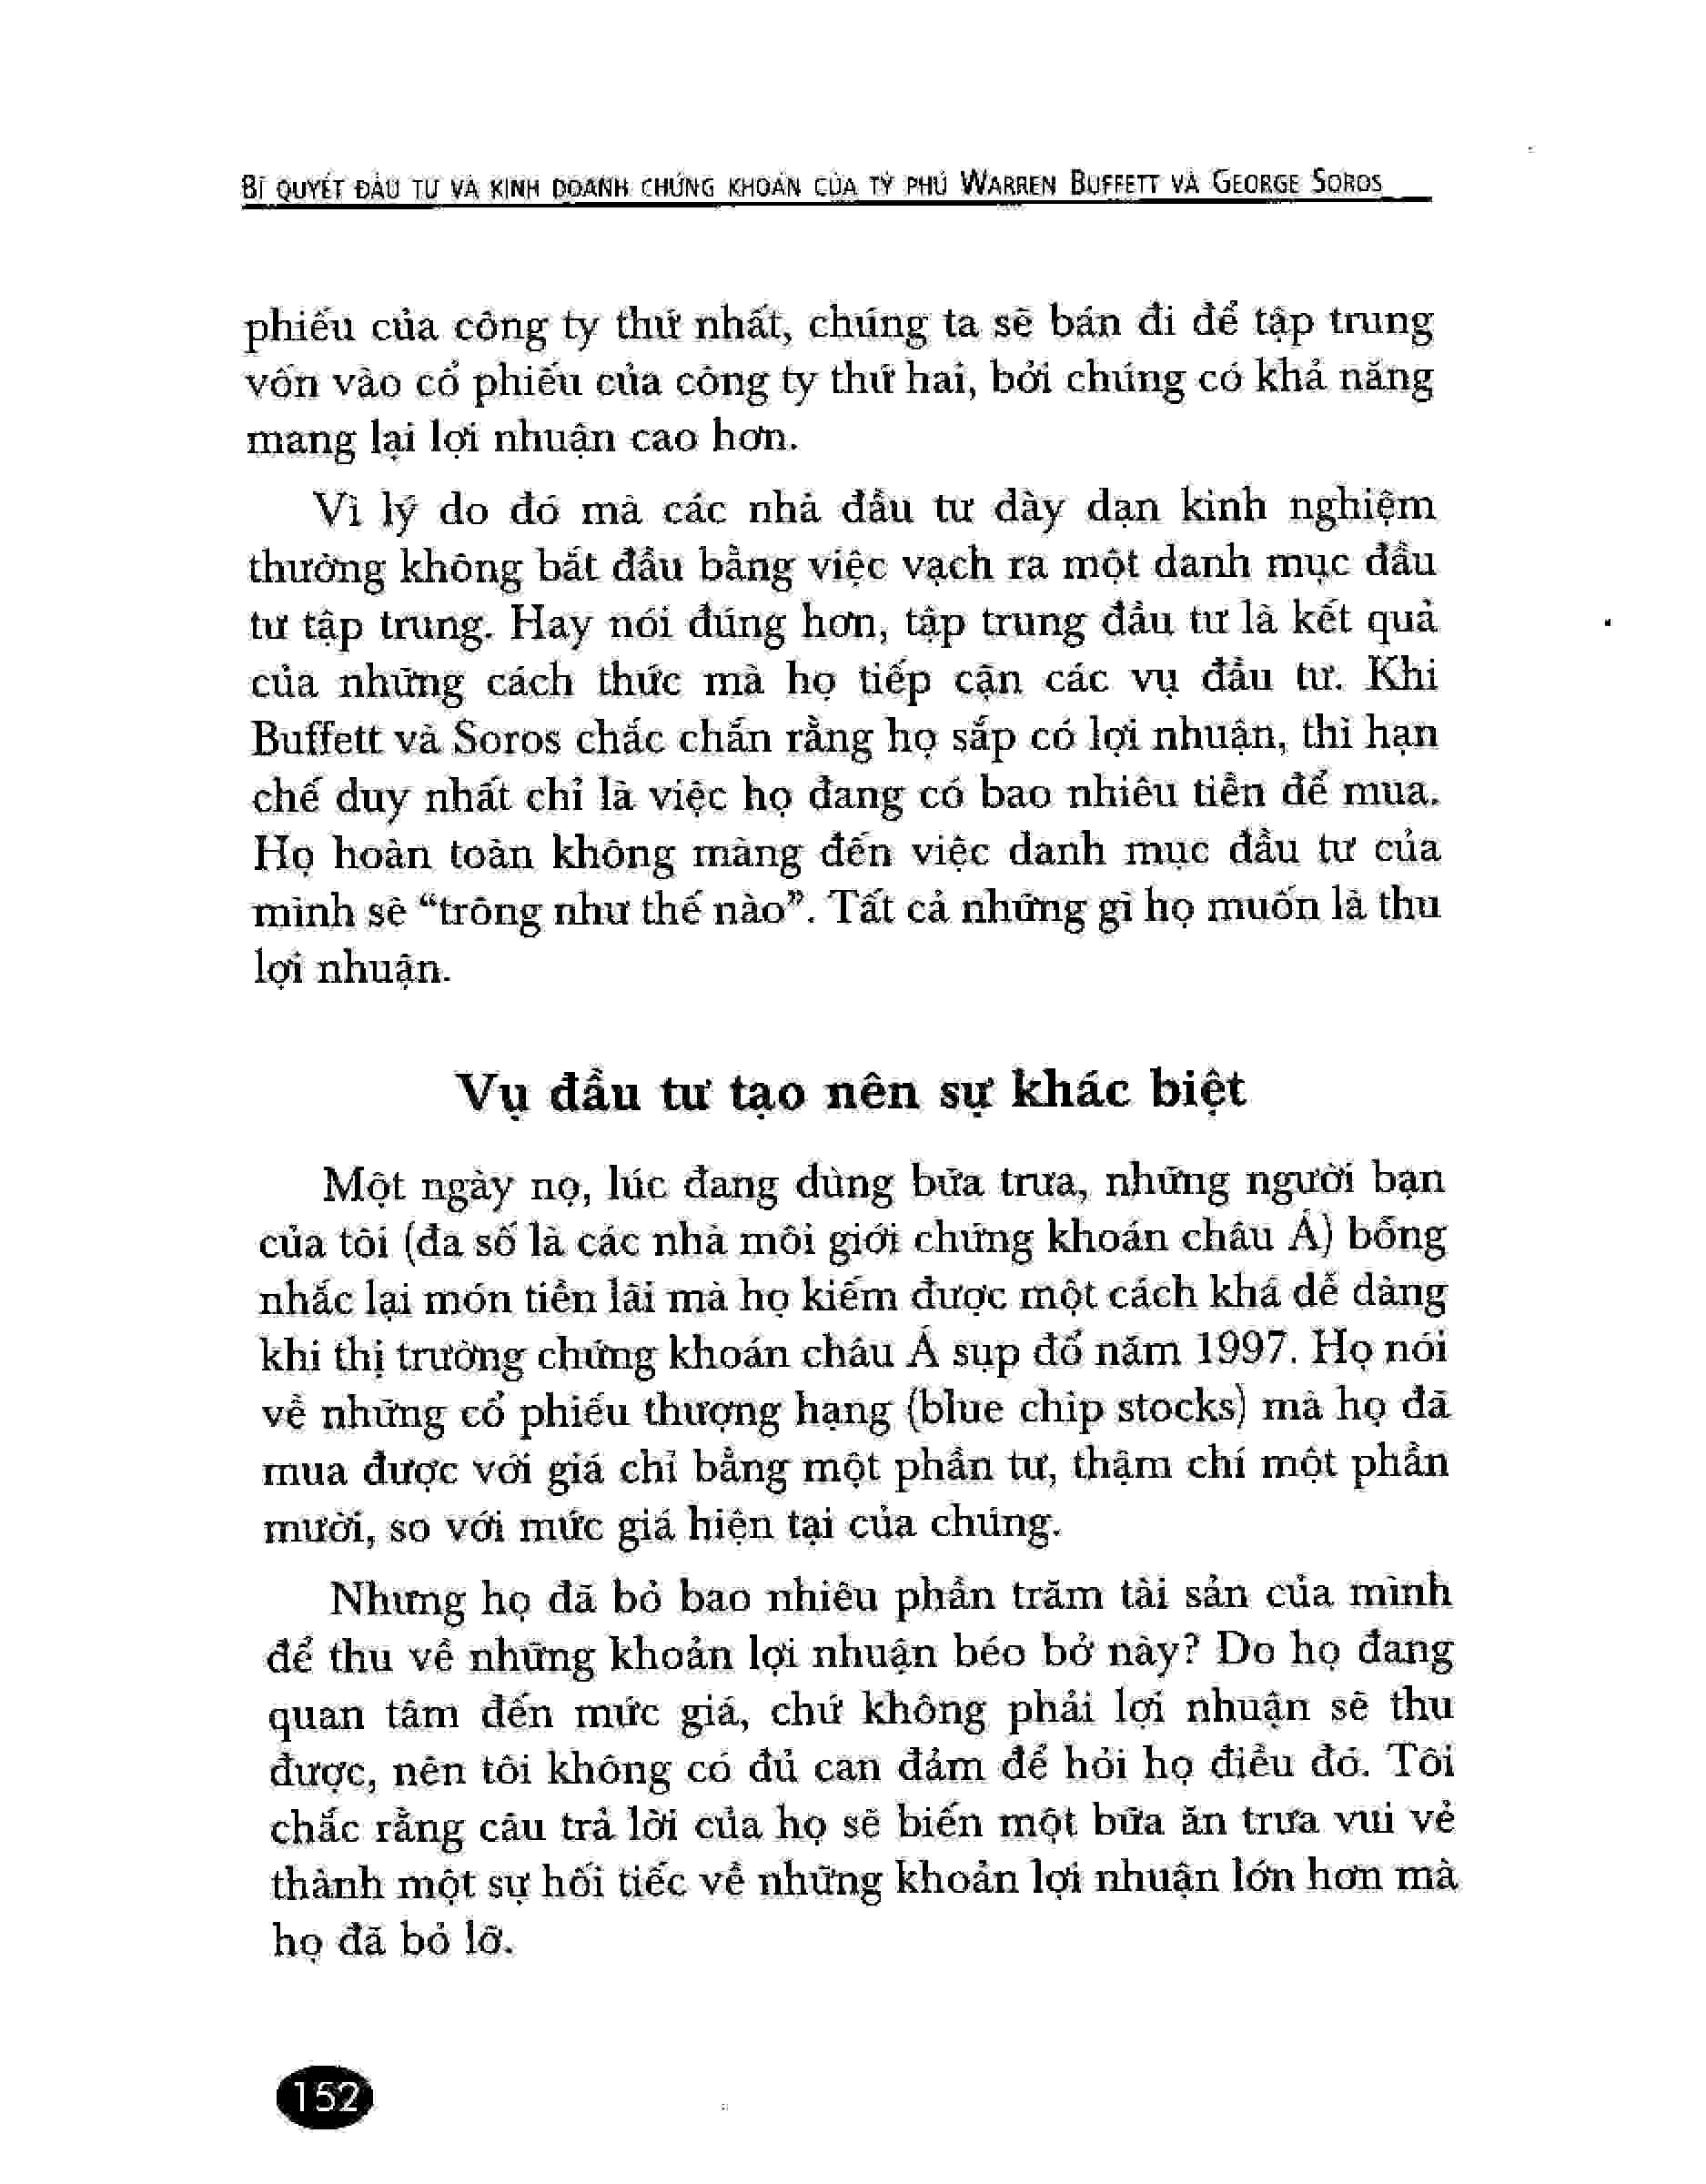 BÍ QUYẾT ĐẦU TƯ VÀ KINH DOANH CHỨNG KHOÁN CỦA TỶ PHÚ WARREN BUFFETT VÀ GEORGE SOROS
phiếu của công ty thứ nhất, chúng ta sẽ bán đi để tập trung
vốn vào cổ phiếu của công ty thứ hai, bởi chúng có khả năng
mang lại lợi nhuận cao hơn.
Vì lý do đó mà các nhà đầu tư dày dạn kinh nghiệm
thường không bắt đầu bằng việc vạch ra một danh mục đầu
tư tập trung. Hay nói đúng hơn, tập trung đầu tư là kết quả
của những cách thức mà họ tiếp cận các vụ đầu tư. Khi
Buffett và Soros chắc chắn rằng họ sắp có lợi nhuận, thì hạn
chế duy nhất chỉ là việc họ đang có bao nhiêu tiền để mua.
Họ hoàn toàn không màng đến việc danh mục đầu tư của
mình sẽ “trông như thế nào”. Tất cả những gì họ muốn là thu
lợi nhuận.
Vụ đầu tư tạo nên sự khác biệt
Một ngày nọ, lúc đang dùng bữa trưa, những người bạn
của tôi (đa số là các nhà môi giới chứng khoán châu Á) bỗng
nhắc lại món tiền lãi mà họ kiếm được một cách khá dễ dàng
khi thị trường chứng khoán châu Á sụp đổ năm 1997. Họ nói
về những cổ phiếu thượng hạng (blue chip stocks) mà họ đã
mua được với giá chỉ bằng một phần tư, thậm chí một phần
mười, so với mức giá hiện tại của chúng.
Nhưng họ đã bỏ bao nhiêu phần trăm tài sản của mình
để thu về những khoản lợi nhuận béo bở này? Do họ đang
quan tâm đến mức giá, chứ không phải lợi nhuận sẽ thu
được, nên tôi không có đủ can đảm để hỏi họ điều đó. Tôi
chắc rằng câu trả lời của họ sẽ biến một bữa ăn trưa vui vẻ
thành một sự hối tiếc về những khoản lợi nhuận lớn hơn mà
họ đã bỏ lỡ.
152